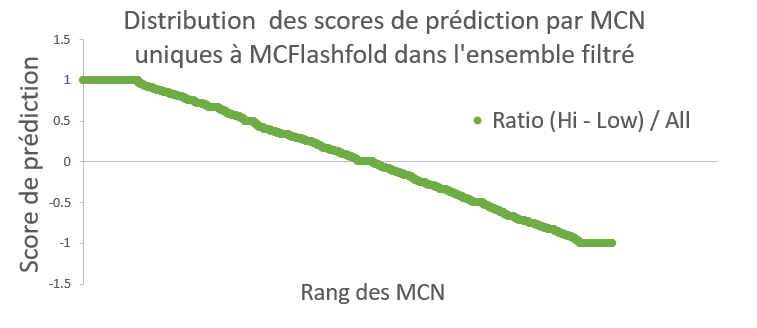 Distribution  des scores de prédiction par MCN
uniques à MCFlashfold dans l'ensemble filtré
1.5
1
0.5
0
-0.5
-1
-1.5
Score de prédiction
Ratio (Hi - Low) / All
Rang des MCN